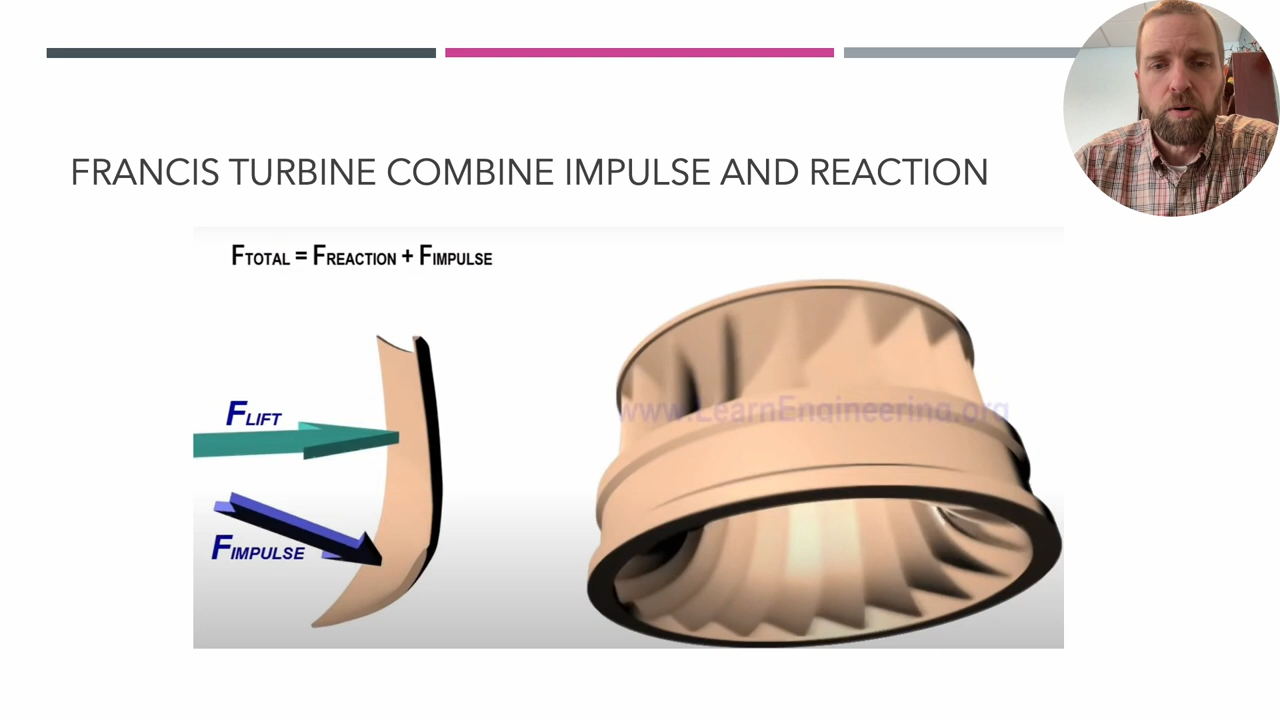 FRANCIS TURBINE COMBINE IMPULSE AND REACTION
FTOTAL = FREACTION + FIMPULSE
www.LearnEngineering.org
FLIFT
FIMPULSE